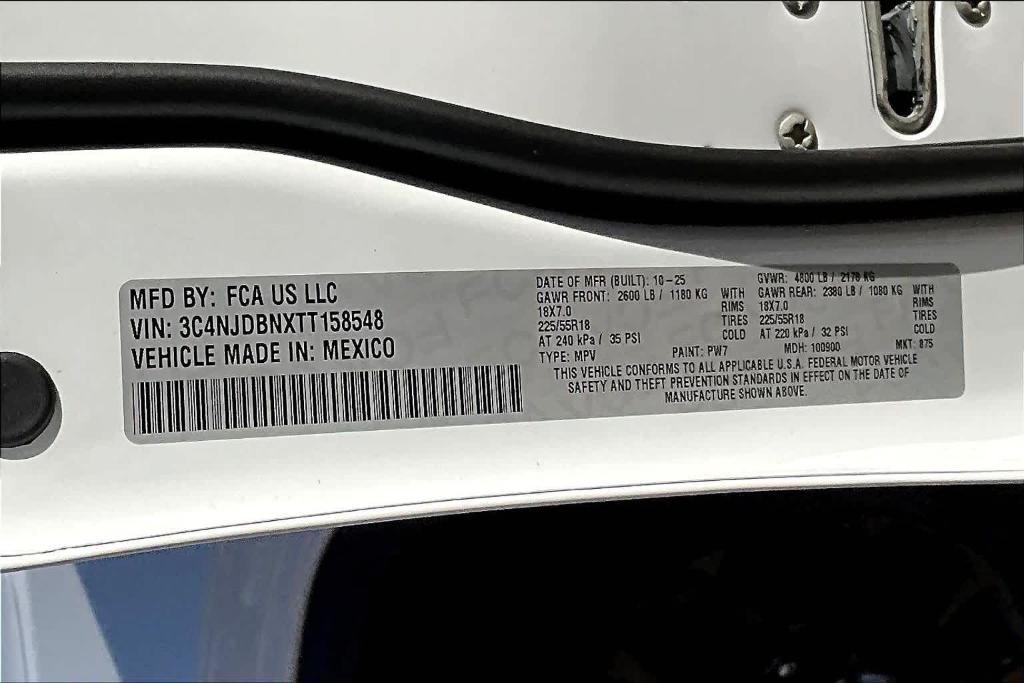 MFD BY: FCA US LLC
VIN: 3C4NJDBNXTT158548
VEHICLE MADE IN: MEXICO
DATE OF MFR (BUILT): 10-25
GAWR FRONT: 2600 LB / 1180 KG WITH
18X7.0 RIMS
225/55R18 TIRES
AT 240 kPa / 35 PSI COLD
TYPE: MPV PAINT: PW7
GVWR: 4800 LB / 2178 KG
GAWR REAR: 2380 LB / 1080 KG WITH
18X7.0 RIMS
225/55R18 TIRES
AT 220 kPa / 32 PSI COLD
MDH: 100900 MKT: 875
THIS VEHICLE CONFORMS TO ALL APPLICABLE U.S.A. FEDERAL MOTOR VEHICLE
SAFETY AND THEFT PREVENTION STANDARDS IN EFFECT ON THE DATE OF
MANUFACTURE SHOWN ABOVE.